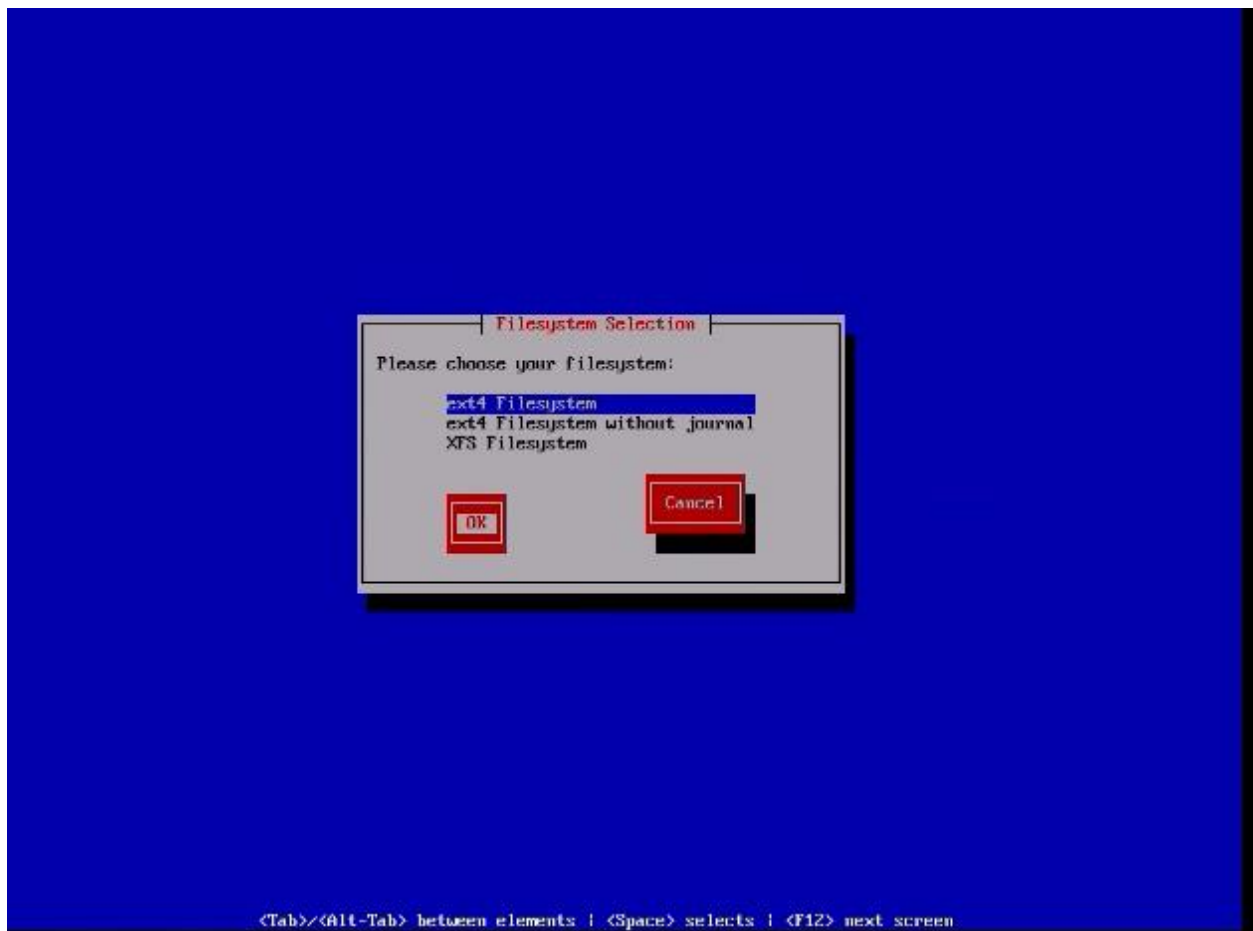 Filesystem Selection
Please choose your filesystem:
ext4 Filesystem
ext4 Filesystem without journal
XFS Filesystem
OK
Cancel
<Tab>/<Alt-Tab> between elements | <Space> selects | <F12> next screen